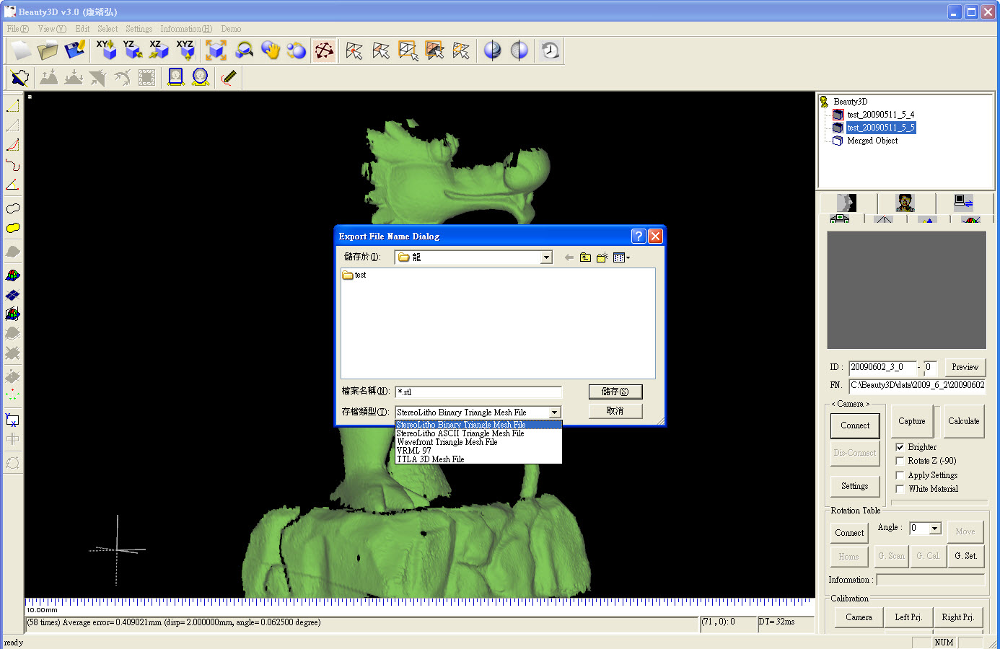 Beauty3D v3.0 (康靖弘)
File(F) View(V) Edit Select Settings Information(H) Demo
XY YZ XZ XYZ
Beauty3D
test_20090511_5_4
test_20090511_5_5
Merged Object
Export File Name Dialog
儲存於(I): 龍
test
檔案名稱(N): *.stl
儲存(S)
存檔類型(T): StereoLitho Binary Triangle Mesh File
取消
StereoLitho Binary Triangle Mesh File
StereoLitho ASCII Triangle Mesh File
Wavefront Triangle Mesh File
VRML 97
TTLA 3D Mesh File
ID : 20090602_3_0 - 0 Preview
FN. C:\Beauty3D\data\2009_6_2\20090602
< Camera >
Connect
Capture
Calculate
Dis-Connect
Settings
Brighter
Rotate Z (-90)
Apply Settings
White Material
Rotation Table
Connect
Angle : 0
Move
Home
G. Scan
G. Cal.
G. Set.
Information :
Calibration
Camera
Left Prj.
Right Prj.
Y
X
10.00mm
(58 times) Average error=0.409021mm (disp=2.000000mm, angle=0.062500 degree)
(71 , 0): 0
DT= 32ms
ready
NUM